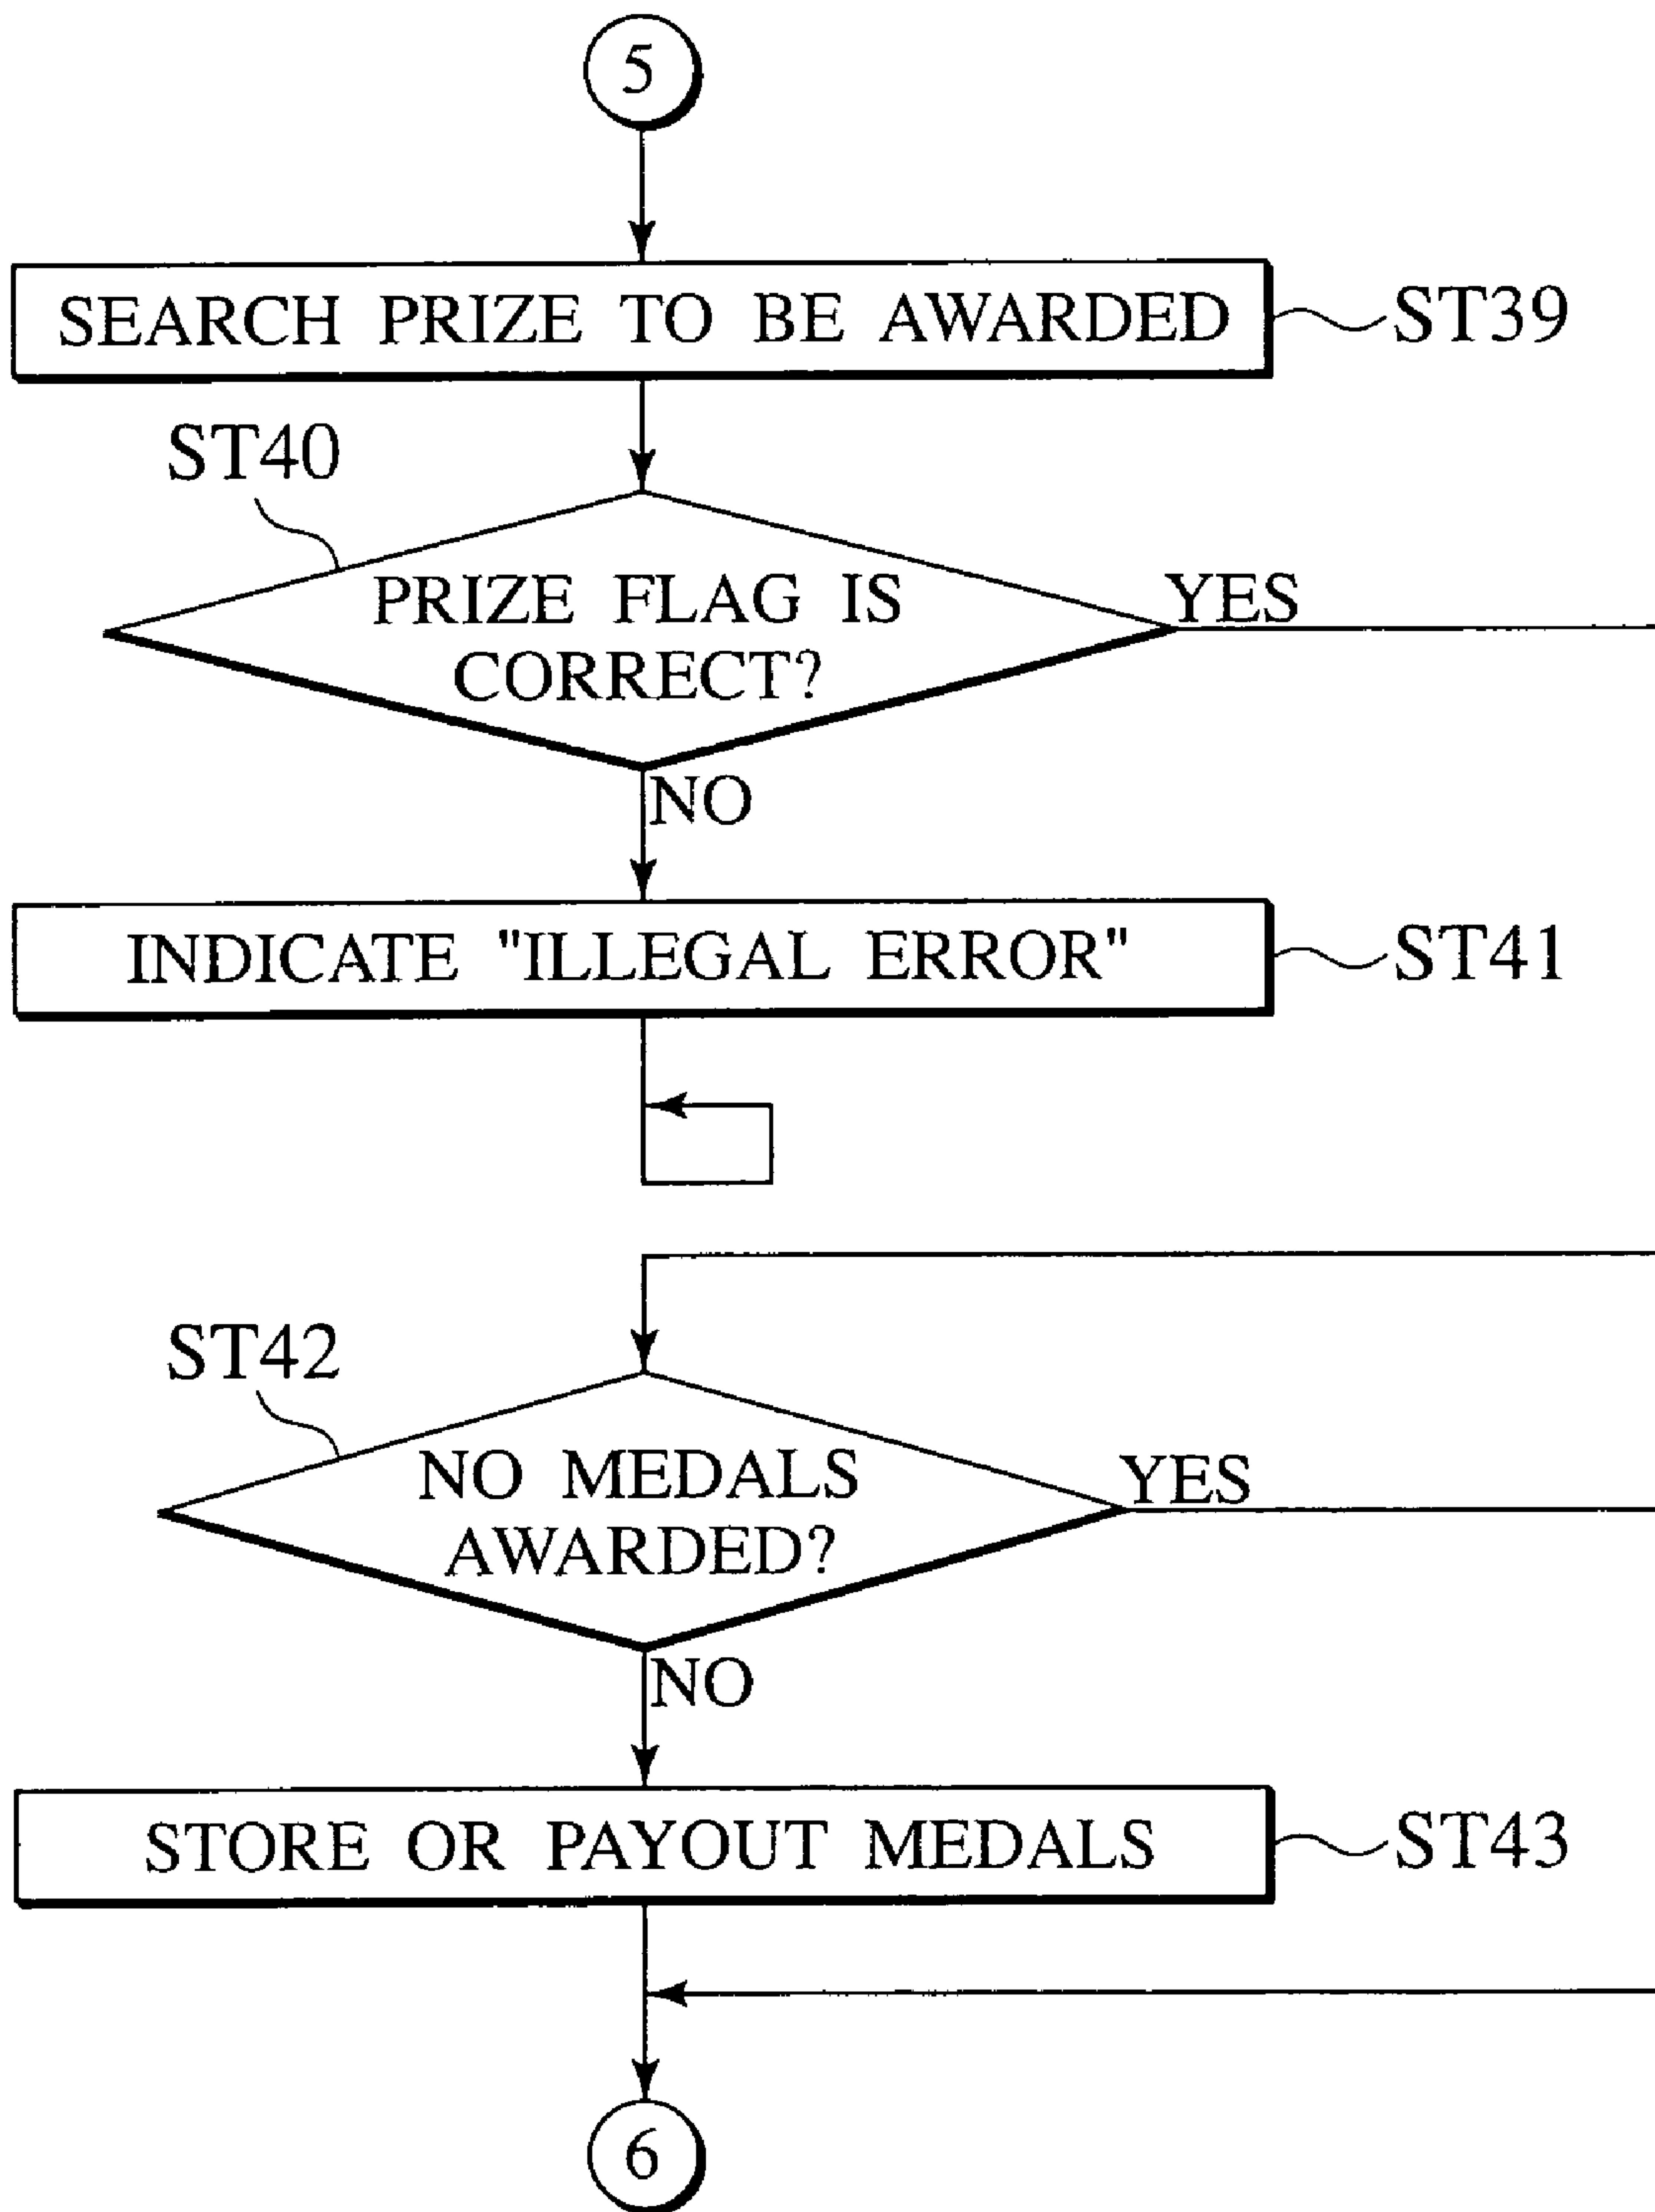 5
SEARCH PRIZE TO BE AWARDED
ST39
ST40
PRIZE FLAG IS
CORRECT?
YES
NO
INDICATE "ILLEGAL ERROR"
ST41
ST42
NO MEDALS
AWARDED?
YES
NO
STORE OR PAYOUT MEDALS
ST43
6